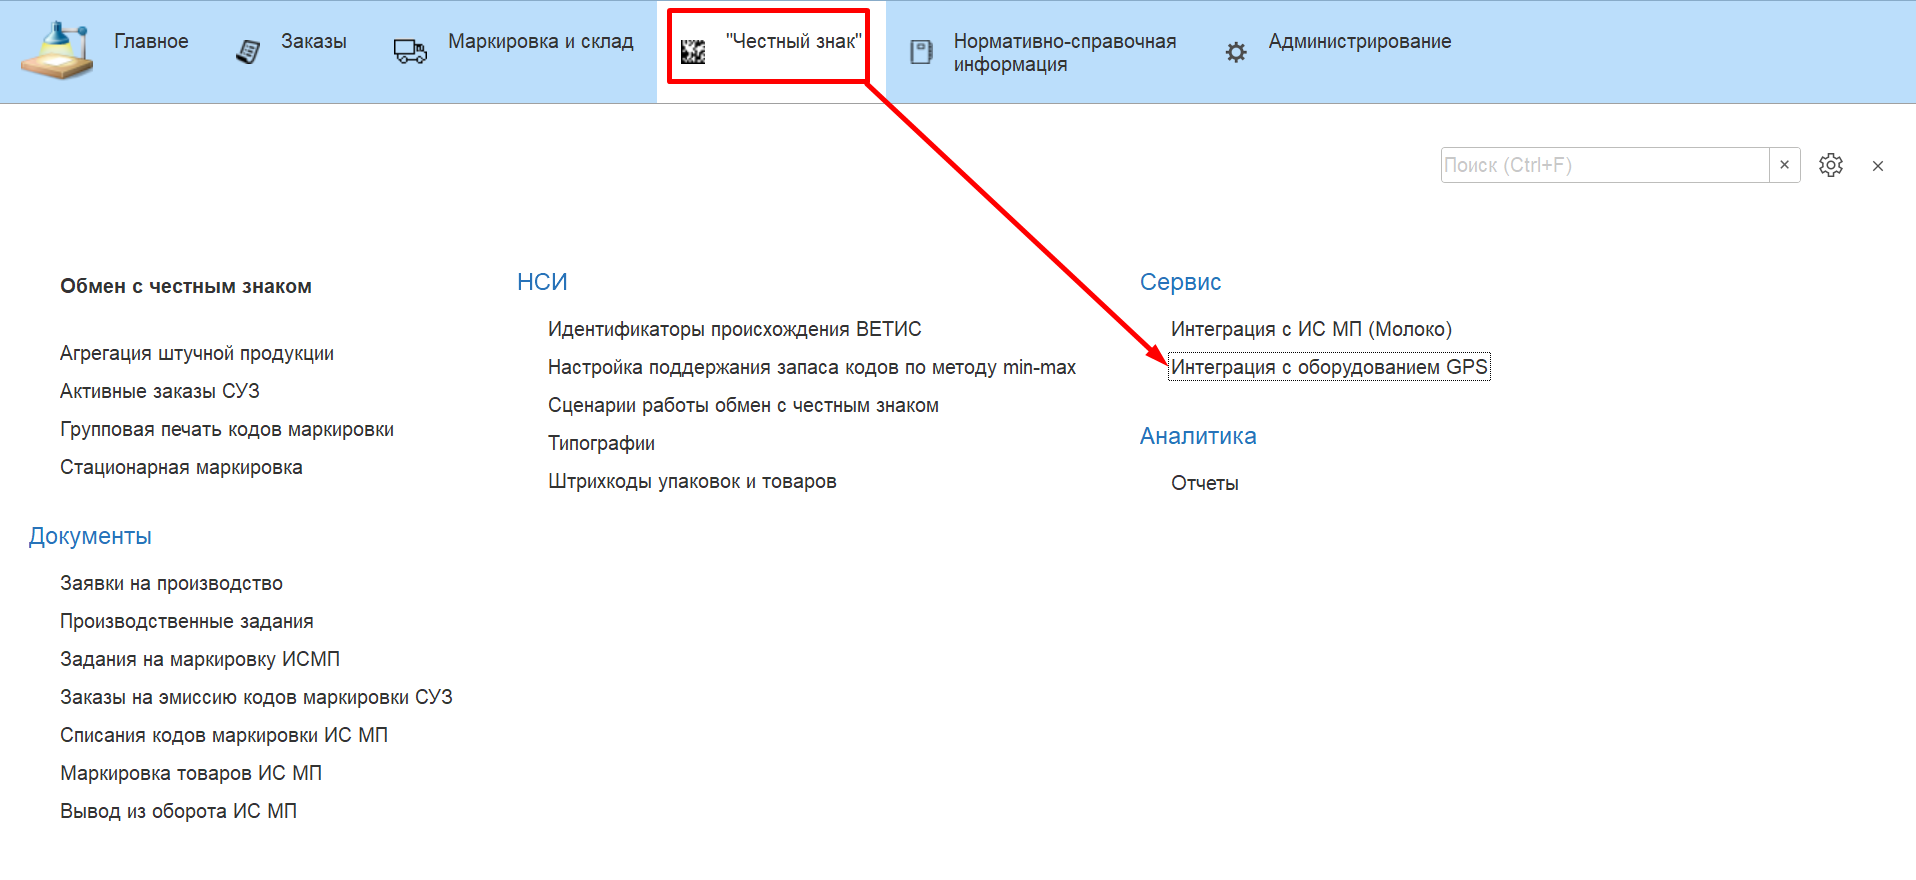 Главное
Заказы
Маркировка и склад
"Честный знак"
Нормативно-справочная
информация
Администрирование
Поиск (Ctrl+F)
Обмен с честным знаком
Агрегация штучной продукции
Активные заказы СУЗ
Групповая печать кодов маркировки
Стационарная маркировка
Документы
Заявки на производство
Производственные задания
Задания на маркировку ИСМП
Заказы на эмиссию кодов маркировки СУЗ
Списания кодов маркировки ИС МП
Маркировка товаров ИС МП
Вывод из оборота ИС МП
НСИ
Идентификаторы происхождения ВЕТИС
Настройка поддержания запаса кодов по методу min-max
Сценарии работы обмен с честным знаком
Типографии
Штрихкоды упаковок и товаров
Сервис
Интеграция с ИС МП (Молоко)
Интеграция с оборудованием GPS
Аналитика
Отчеты